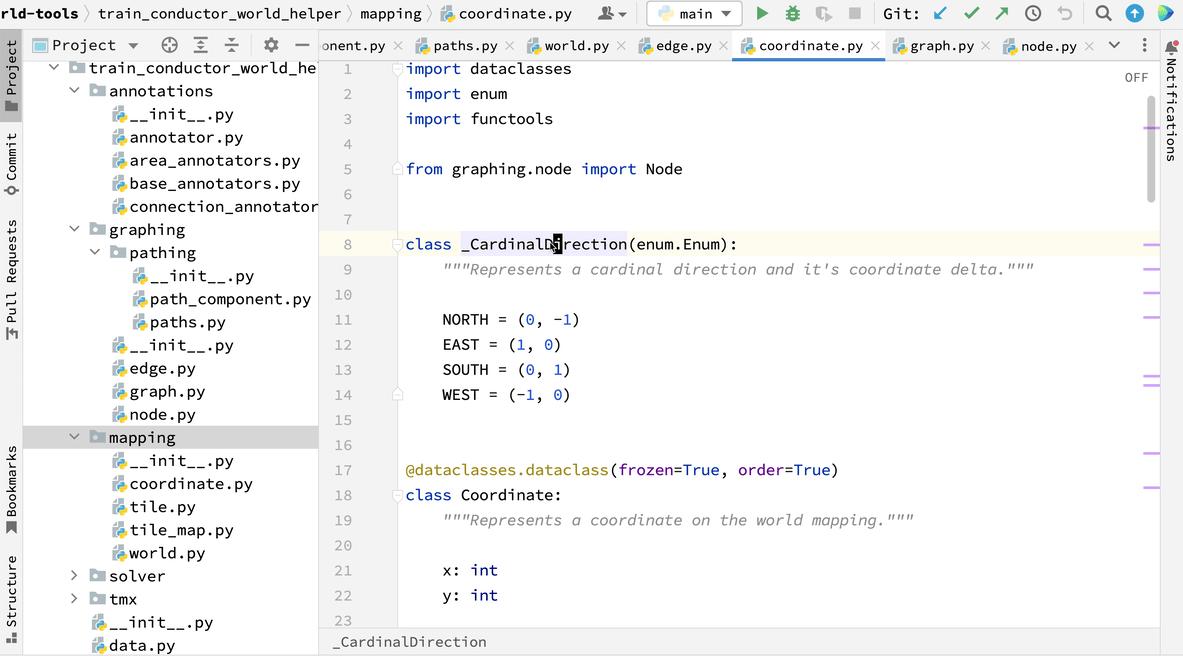 rld-tools train_conductor_world_helper mapping coordinate.py main Git:
Project
onent.py paths.py world.py edge.py coordinate.py graph.py node.py
Project
Commit
Pull Requests
Bookmarks
Structure
train_conductor_world_he
annotations
__init__.py
annotator.py
area_annotators.py
base_annotators.py
connection_annotator
graphing
pathing
__init__.py
path_component.py
paths.py
__init__.py
edge.py
graph.py
node.py
mapping
__init__.py
coordinate.py
tile.py
tile_map.py
world.py
solver
tmx
__init__.py
data.py
1 import dataclasses
2 import enum
3 import functools
4
5 from graphing.node import Node
6
7
8 class _CardinalDirection(enum.Enum):
9 """Represents a cardinal direction and it's coordinate delta."""
10
11 NORTH = (0, -1)
12 EAST = (1, 0)
13 SOUTH = (0, 1)
14 WEST = (-1, 0)
15
16
17 @dataclasses.dataclass(frozen=True, order=True)
18 class Coordinate:
19 """Represents a coordinate on the world mapping."""
20
21 x: int
22 y: int
23
OFF
Notifications
_CardinalDirection